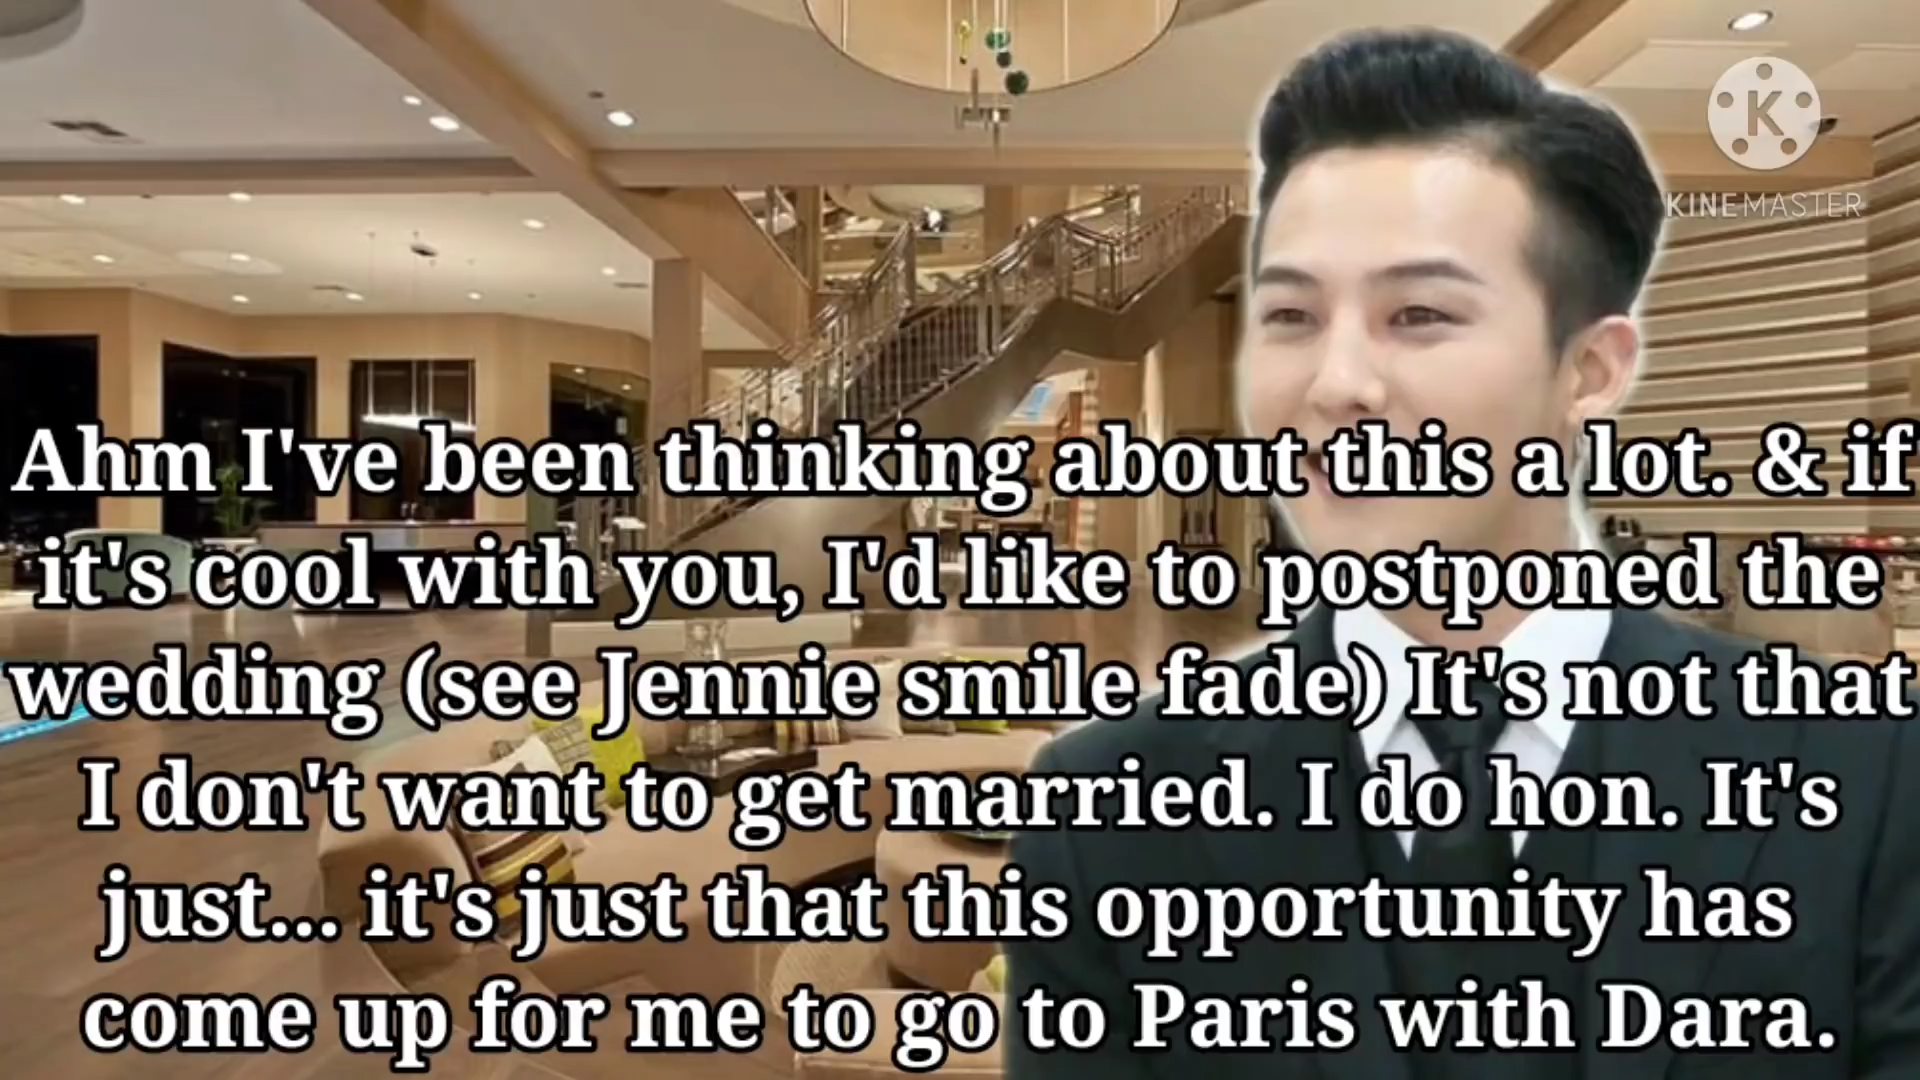 K
KINEMASTER
Ahm I've been thinking about this a lot. & if
it's cool with you, I'd like to postponed the
wedding (see Jennie smile fade) It's not that
I don't want to get married. I do hon. It's
just... it's just that this opportunity has
come up for me to go to Paris with Dara.